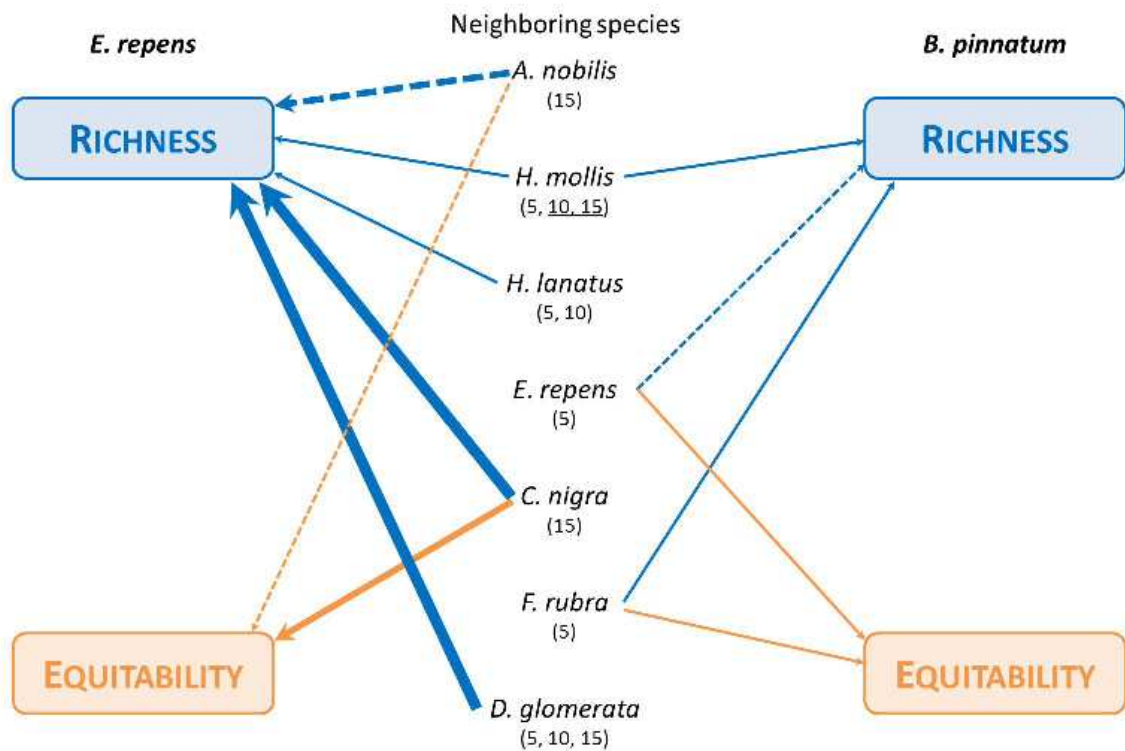 Neighboring species
E. repens
B. pinnatum
A. nobilis
(15)
RICHNESS
RICHNESS
H. mollis
(5, 10, 15)
H. lanatus
(5, 10)
E. repens
(5)
C. nigra
(15)
F. rubra
(5)
EQUITABILITY
EQUITABILITY
D. glomerata
(5, 10, 15)